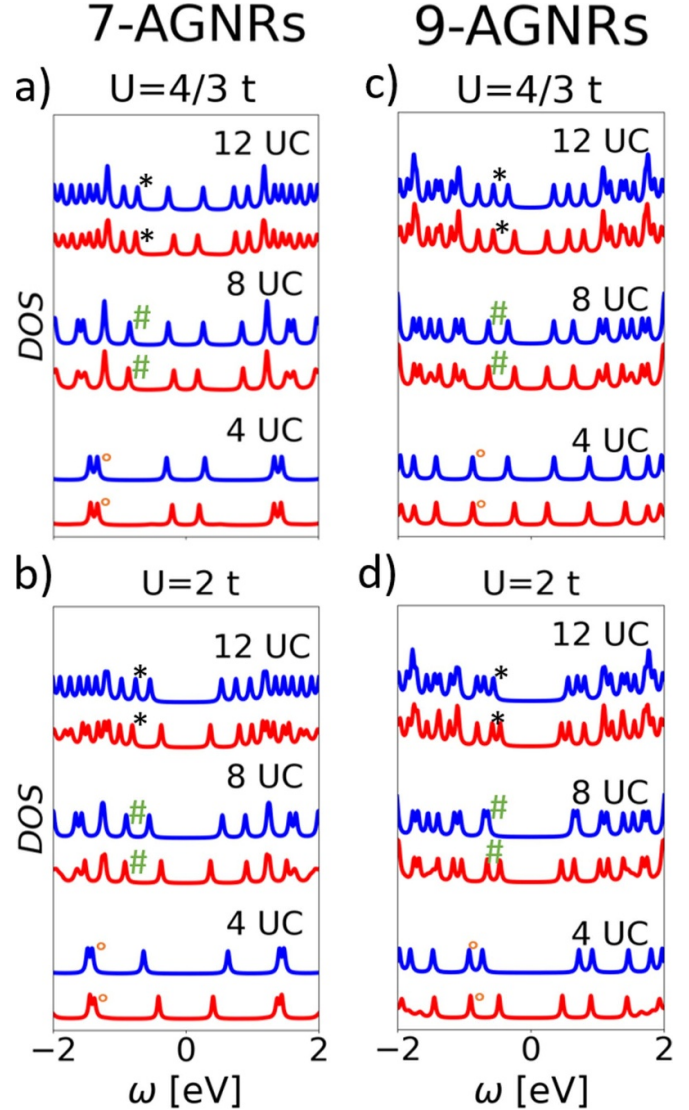 7-AGNRs
9-AGNRs
a)
U=4/3 t
c)
U=4/3 t
12 UC
*
*
8 UC
#
#
4 UC
o
o
DOS
12 UC
*
*
8 UC
#
#
4 UC
o
o
b)
U=2 t
d)
U=2 t
12 UC
*
*
8 UC
#
#
4 UC
o
o
DOS
12 UC
*
*
8 UC
#
#
4 UC
o
o
−2 0 2
−2 0 2
ω [eV]
ω [eV]